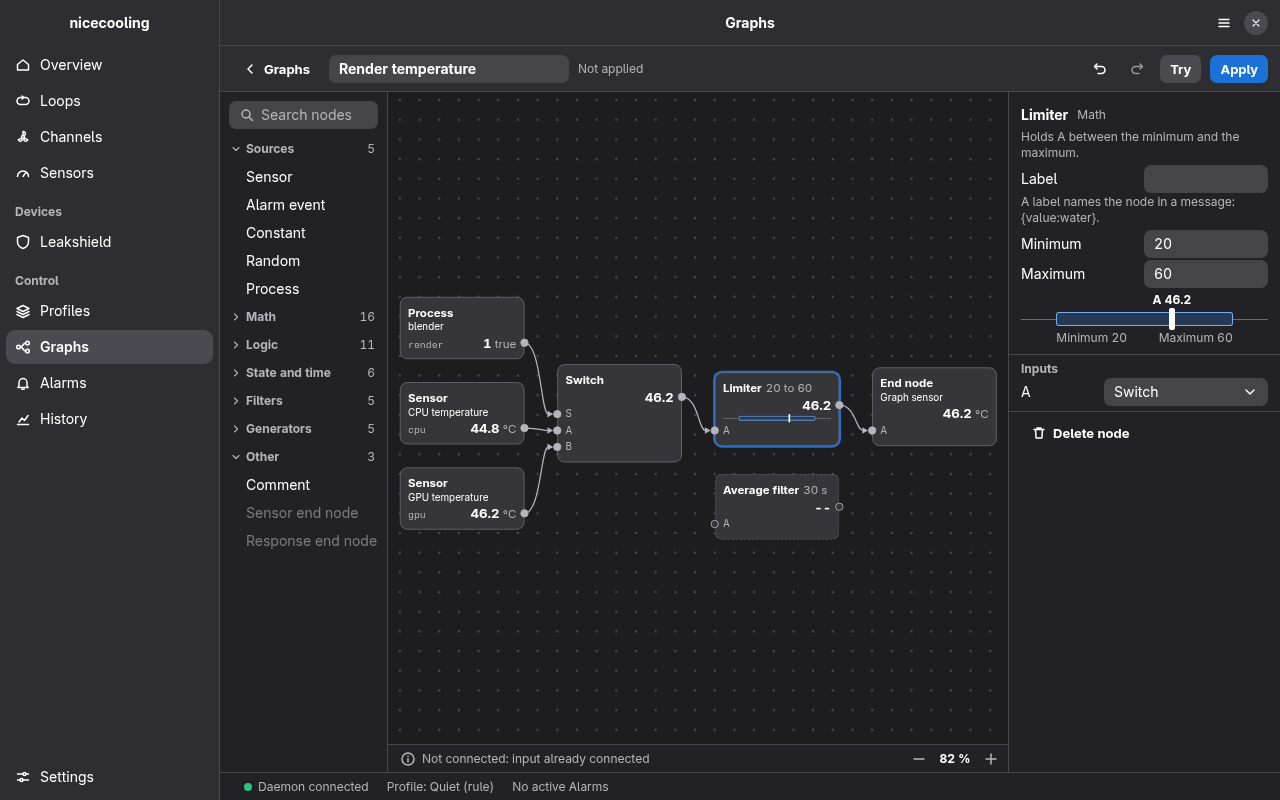 nicecooling
Graphs
Overview
Loops
Channels
Sensors
Devices
Leakshield
Control
Profiles
Graphs
Alarms
History
Settings
Graphs
Render temperature
Not applied
Try
Apply
Search nodes
Sources 5
Sensor
Alarm event
Constant
Random
Process
Math 16
Logic 11
State and time 6
Filters 5
Generators 5
Other 3
Comment
Sensor end node
Response end node
Process
blender
render 1 true
Sensor
CPU temperature
cpu 44.8 °C
Sensor
GPU temperature
gpu 46.2 °C
Switch
46.2
S
A
B
Limiter 20 to 60
46.2
A
Average filter 30 s
--
A
End node
Graph sensor
46.2 °C
A
Not connected: input already connected
82 %
Limiter Math
Holds A between the minimum and the
maximum.
Label
A label names the node in a message:
{value:water}.
Minimum 20
Maximum 60
A 46.2
Minimum 20 Maximum 60
Inputs
A Switch
Delete node
Daemon connected Profile: Quiet (rule) No active Alarms